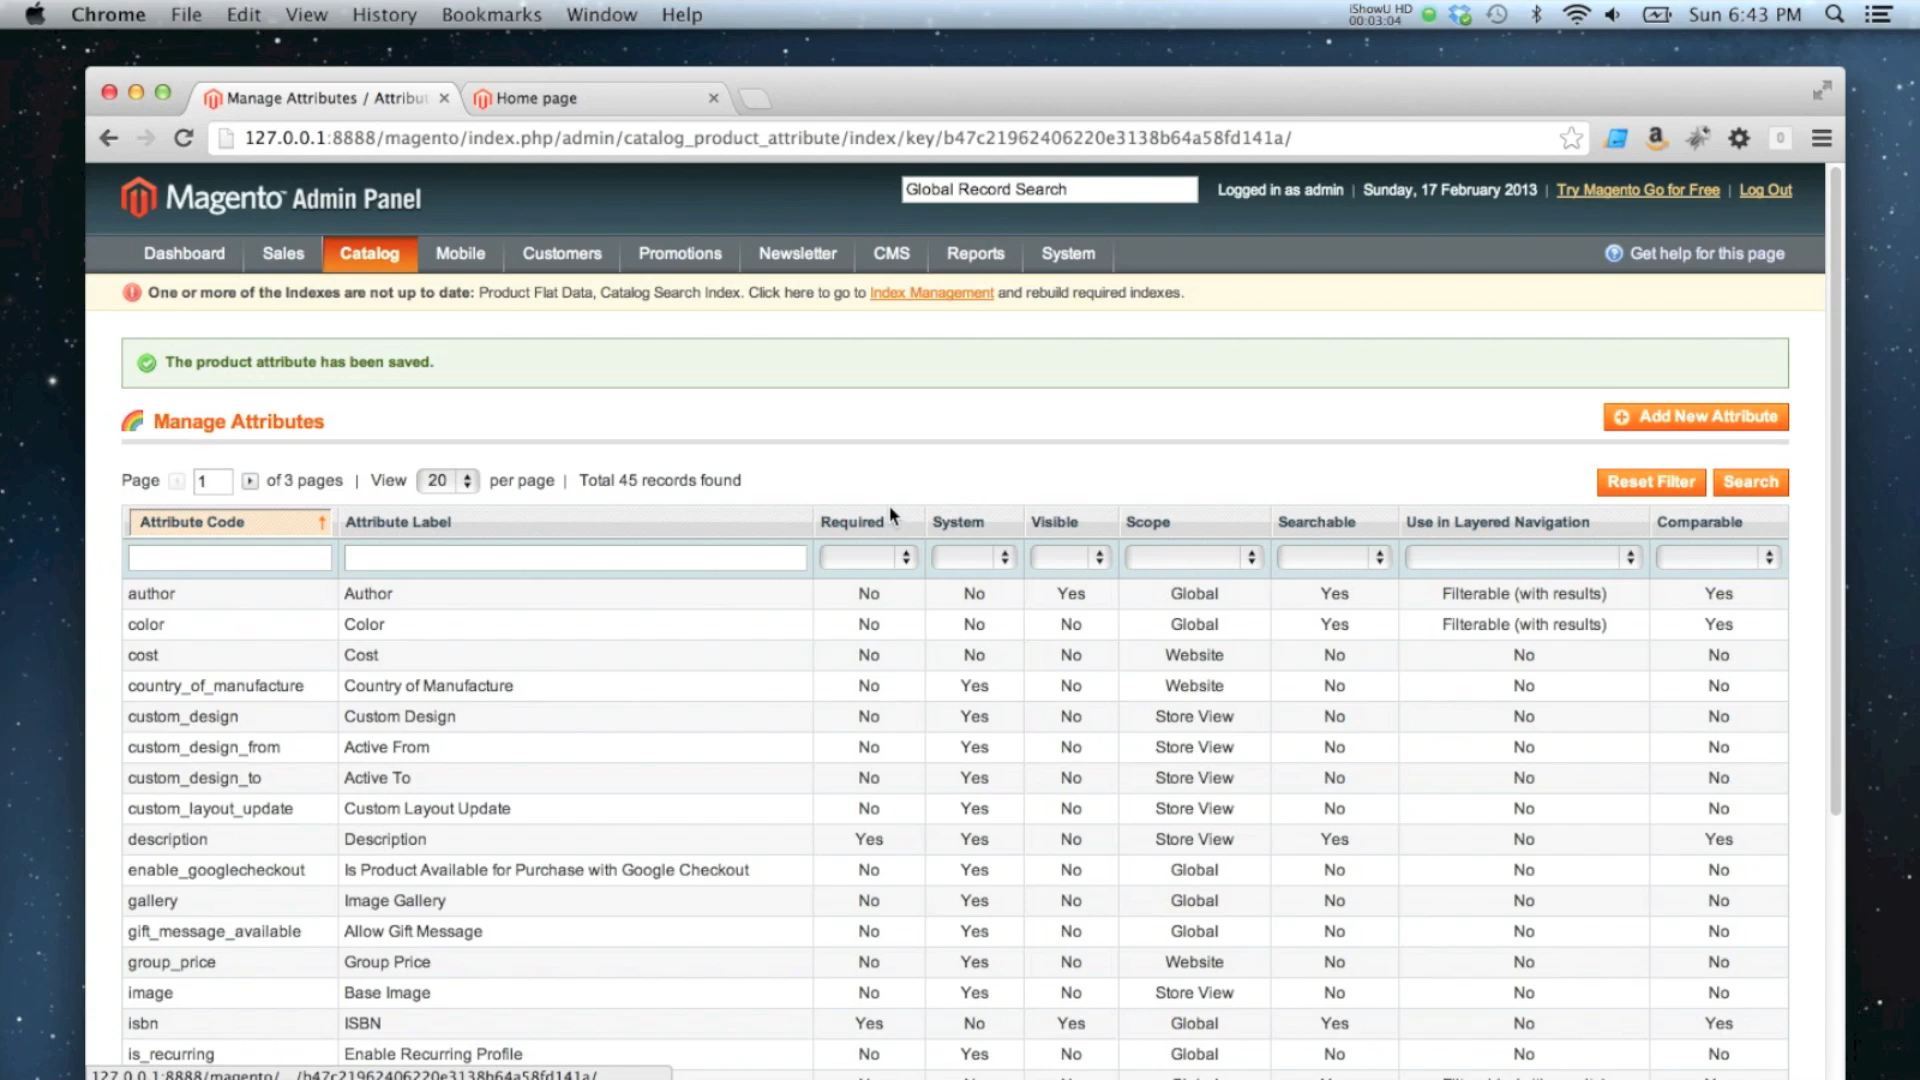 Chrome File Edit View History Bookmarks Window Help iShowU HD 00:03:04 Sun 6:43 PM
Manage Attributes / Attribut Home page
127.0.0.1:8888/magento/index.php/admin/catalog_product_attribute/index/key/b47c21962406220e3138b64a58fd141a/ a 0
Magento Admin Panel Global Record Search Logged in as admin | Sunday, 17 February 2013 | Try Magento Go for Free | Log Out
Dashboard Sales Catalog Mobile Customers Promotions Newsletter CMS Reports System Get help for this page
One or more of the Indexes are not up to date: Product Flat Data, Catalog Search Index. Click here to go to Index Management and rebuild required indexes.
The product attribute has been saved.
Manage Attributes Add New Attribute
Page 1 of 3 pages | View 20 per page | Total 45 records found Reset Filter Search
Attribute Code Attribute Label Required System Visible Scope Searchable Use in Layered Navigation Comparable
author Author No No Yes Global Yes Filterable (with results) Yes
color Color No No No Global Yes Filterable (with results) Yes
cost Cost No No No Website No No No
country_of_manufacture Country of Manufacture No Yes No Website No No No
custom_design Custom Design No Yes No Store View No No No
custom_design_from Active From No Yes No Store View No No No
custom_design_to Active To No Yes No Store View No No No
custom_layout_update Custom Layout Update No Yes No Store View No No No
description Description Yes Yes No Store View Yes No Yes
enable_googlecheckout Is Product Available for Purchase with Google Checkout No Yes No Global No No No
gallery Image Gallery No Yes No Global No No No
gift_message_available Allow Gift Message No Yes No Global No No No
group_price Group Price No Yes No Website No No No
image Base Image No Yes No Store View No No No
isbn ISBN Yes No Yes Global Yes No Yes
is_recurring Enable Recurring Profile No Yes No Global No No No
127.0.0.1:8888/magento/.../b47c21962406220e3138b64a58fd141a/